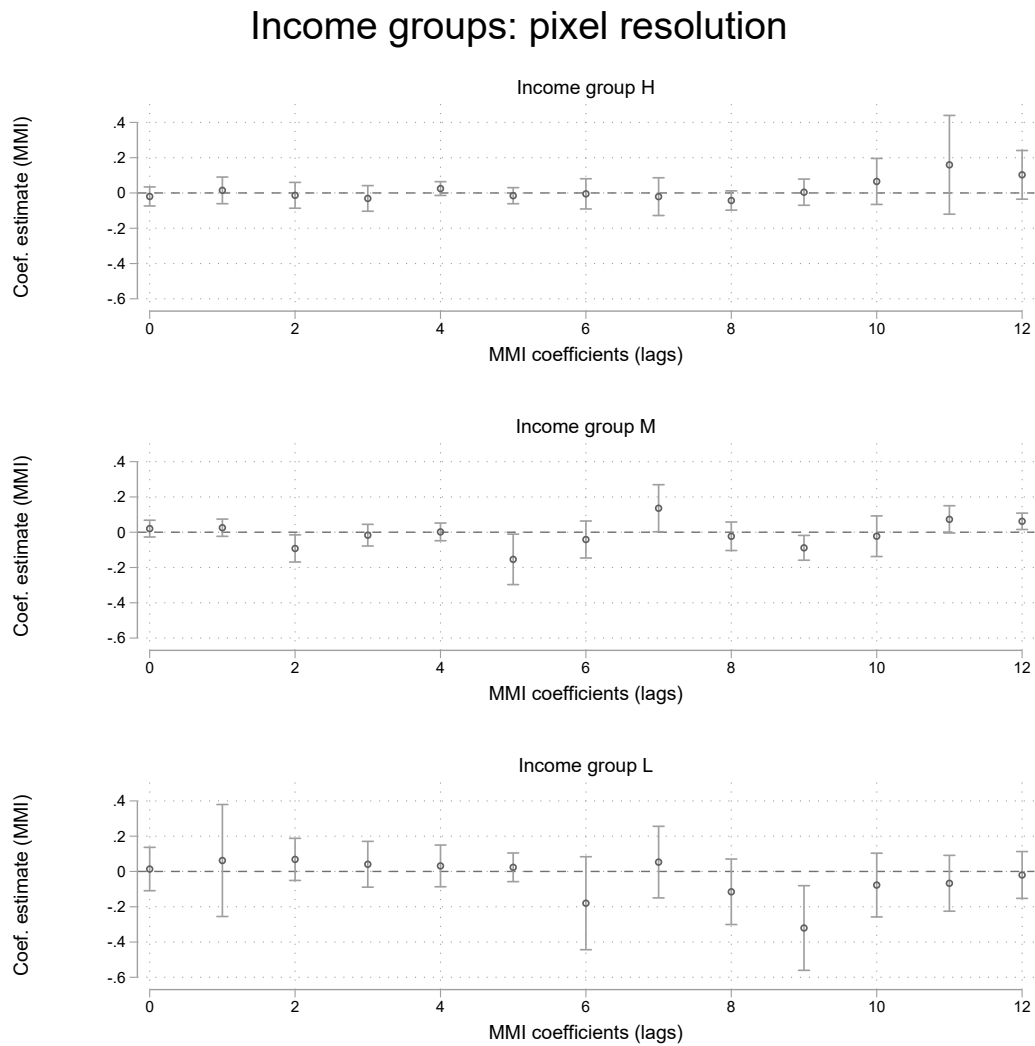 Income groups: pixel resolution
Income group H
Coef. estimate (MMI)
.4
.2
0
-.2
-.4
-.6
0 2 4 6 8 10 12
MMI coefficients (lags)
Income group M
Coef. estimate (MMI)
.4
.2
0
-.2
-.4
-.6
0 2 4 6 8 10 12
MMI coefficients (lags)
Income group L
Coef. estimate (MMI)
.4
.2
0
-.2
-.4
-.6
0 2 4 6 8 10 12
MMI coefficients (lags)